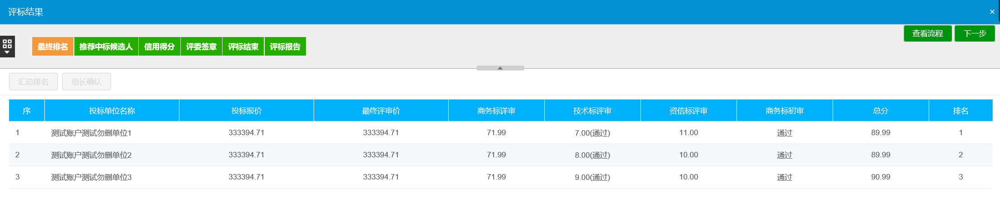 评标结果
×
查看流程 下一步
最终排名 推荐中标候选人 信用得分 评委签章 评标结束 评标报告
汇总排名 组长确认
序 投标单位名称 投标报价 最终评审价 商务标详审 技术标评审 资信标评审 商务标初审 总分 排名
1 测试账户测试勿删单位1 333394.71 333394.71 71.99 7.00(通过) 11.00 通过 89.99 1
2 测试账户测试勿删单位2 333394.71 333394.71 71.99 8.00(通过) 10.00 通过 89.99 2
3 测试账户测试勿删单位3 333394.71 333394.71 71.99 9.00(通过) 10.00 通过 90.99 3